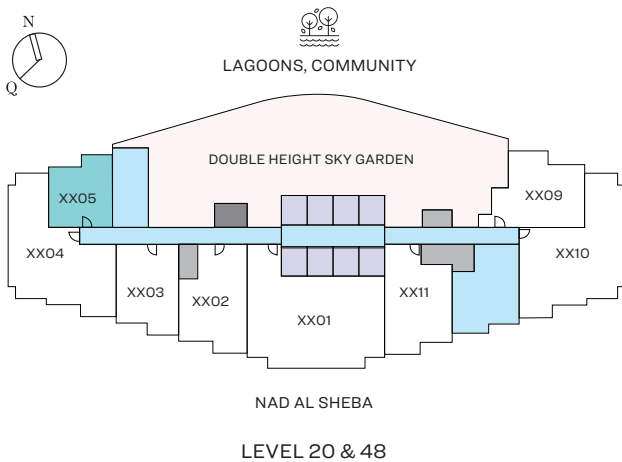 N
Q
LAGOONS, COMMUNITY
DOUBLE HEIGHT SKY GARDEN
XX05
XX09
XX04
XX10
XX03
XX02
XX01
XX11
NAD AL SHEBA
LEVEL 20 & 48